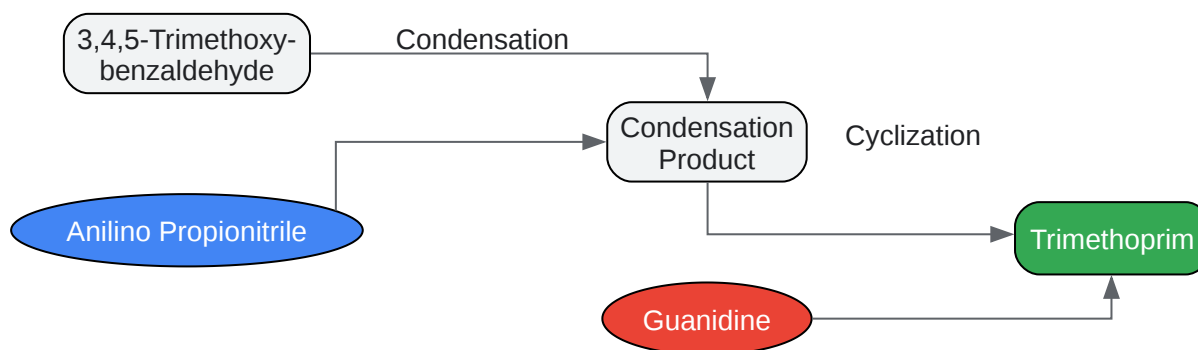 3,4,5-Trimethoxy-
benzaldehyde
Condensation
Condensation
Product
Cyclization
Anilino Propionitrile
Trimethoprim
Guanidine